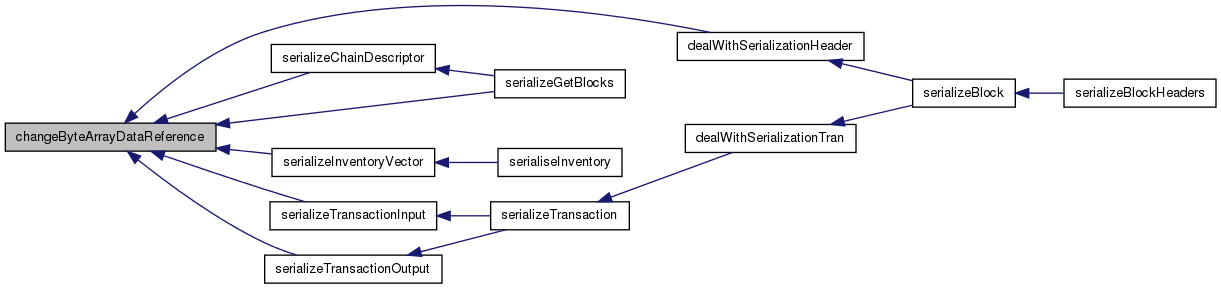 dealWithSerializationHeader
serializeChainDescriptor
serializeGetBlocks
serializeBlock
serializeBlockHeaders
changeByteArrayDataReference
dealWithSerializationTran
serializeInventoryVector
serialiseInventory
serializeTransactionInput
serializeTransaction
serializeTransactionOutput